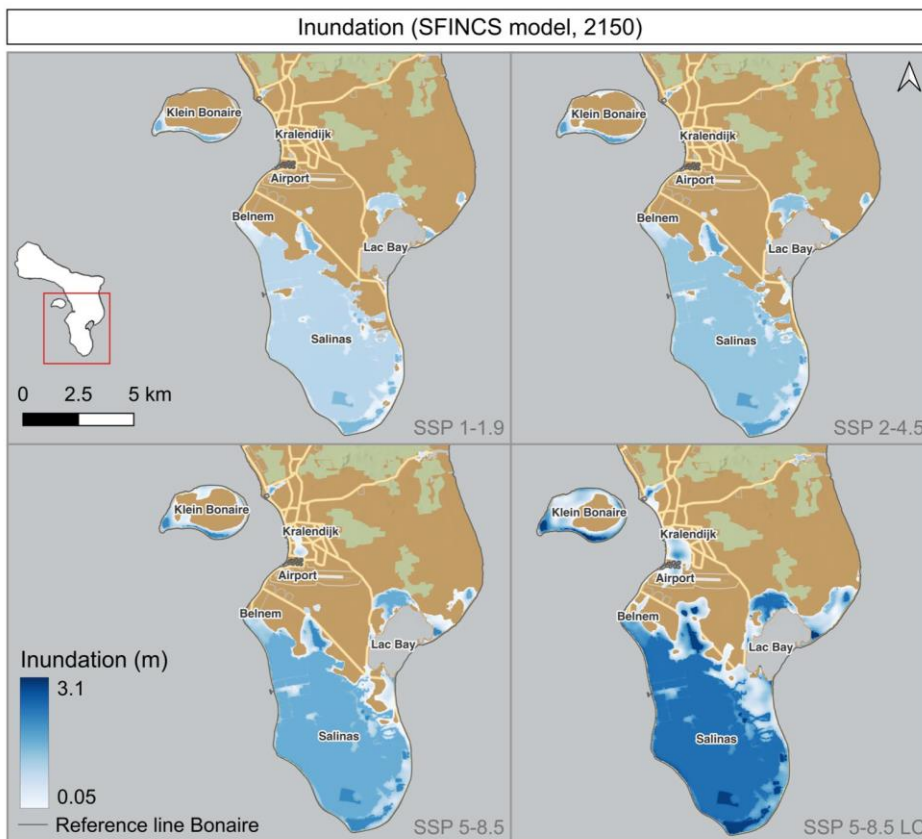 Inundation (SFINCS model, 2150)
Klein Bonaire
Kralendijk
Airport
Belnem
Lac Bay
Salinas
0 2.5 5 km
SSP 1-1.9
Klein Bonaire
Kralendijk
Airport
Belnem
Lac Bay
Salinas
SSP 2-4.5
Klein Bonaire
Kralendijk
Airport
Belnem
Lac Bay
Salinas
Inundation (m)
3.1
0.05
Reference line Bonaire
SSP 5-8.5
Klein Bonaire
Kralendijk
Airport
Belnem
Lac Bay
Salinas
SSP 5-8.5 LC